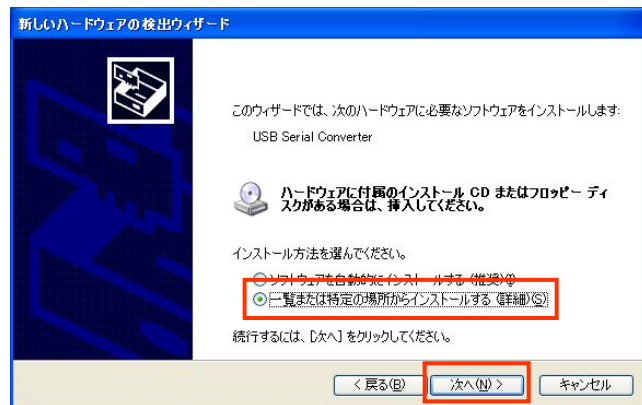 新しいハードウェアの検出ウィザード
このウィザードでは、次のハードウェアに必要なソフトウェアをインストールします:
USB Serial Converter
ハードウェアに付属のインストール CD またはフロッピー ディ
スクがある場合は、挿入してください。
インストール方法を選んでください。
ソフトウェアを自動的にインストールする (推奨)(I)
一覧または特定の場所からインストールする (詳細)(S)
続行するには、[次へ] をクリックしてください。
< 戻る(B)
次へ(N) >
キャンセル